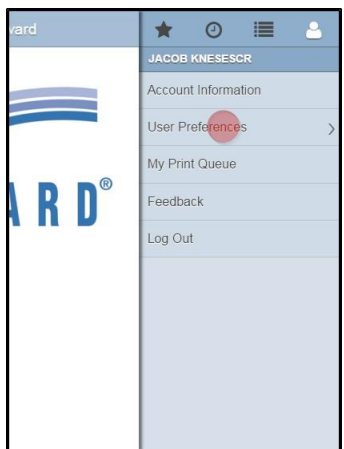 vard
JACOB KNESESCR
Account Information
User Preferences
My Print Queue
Feedback
Log Out
ARD®